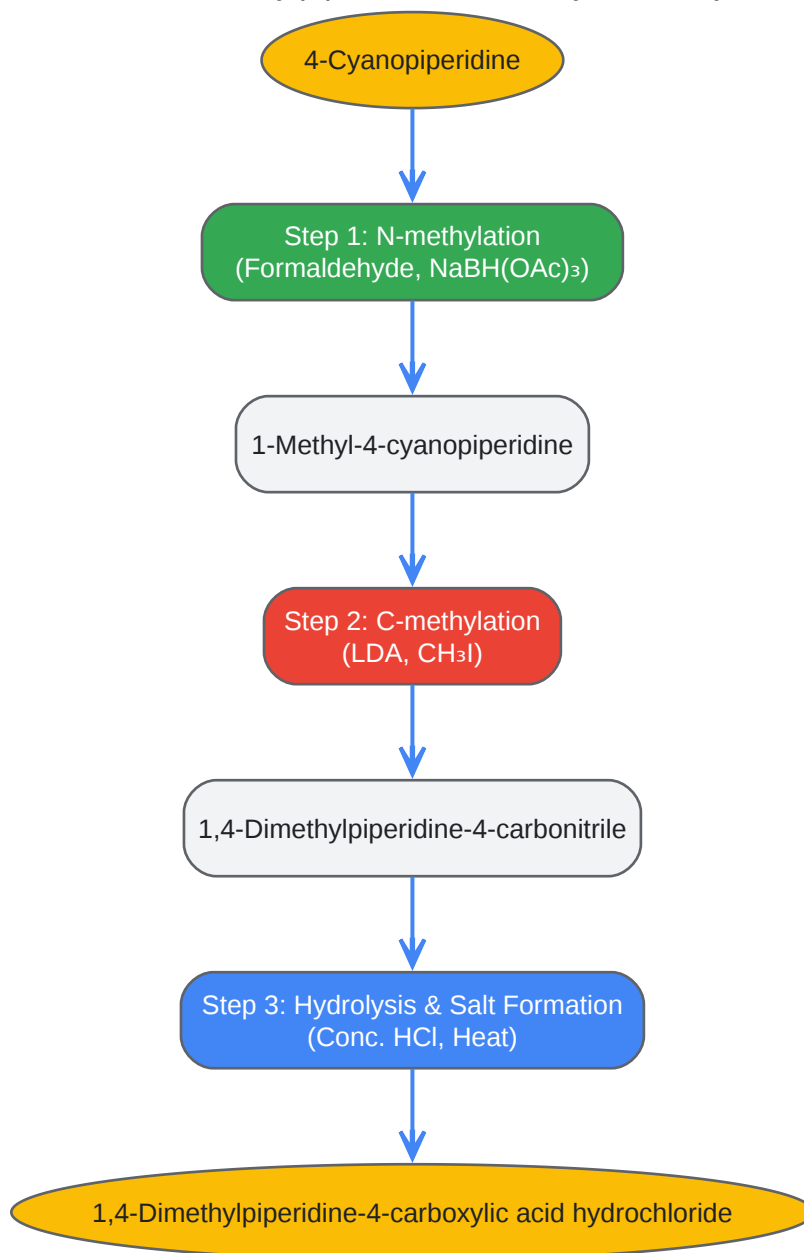 4-Cyanopiperidine
Step 1: N-methylation
(Formaldehyde, NaBH(OAc)₃)
1-Methyl-4-cyanopiperidine
Step 2: C-methylation
(LDA, CH₃I)
1,4-Dimethylpiperidine-4-carbonitrile
Step 3: Hydrolysis & Salt Formation
(Conc. HCl, Heat)
1,4-Dimethylpiperidine-4-carboxylic acid hydrochloride